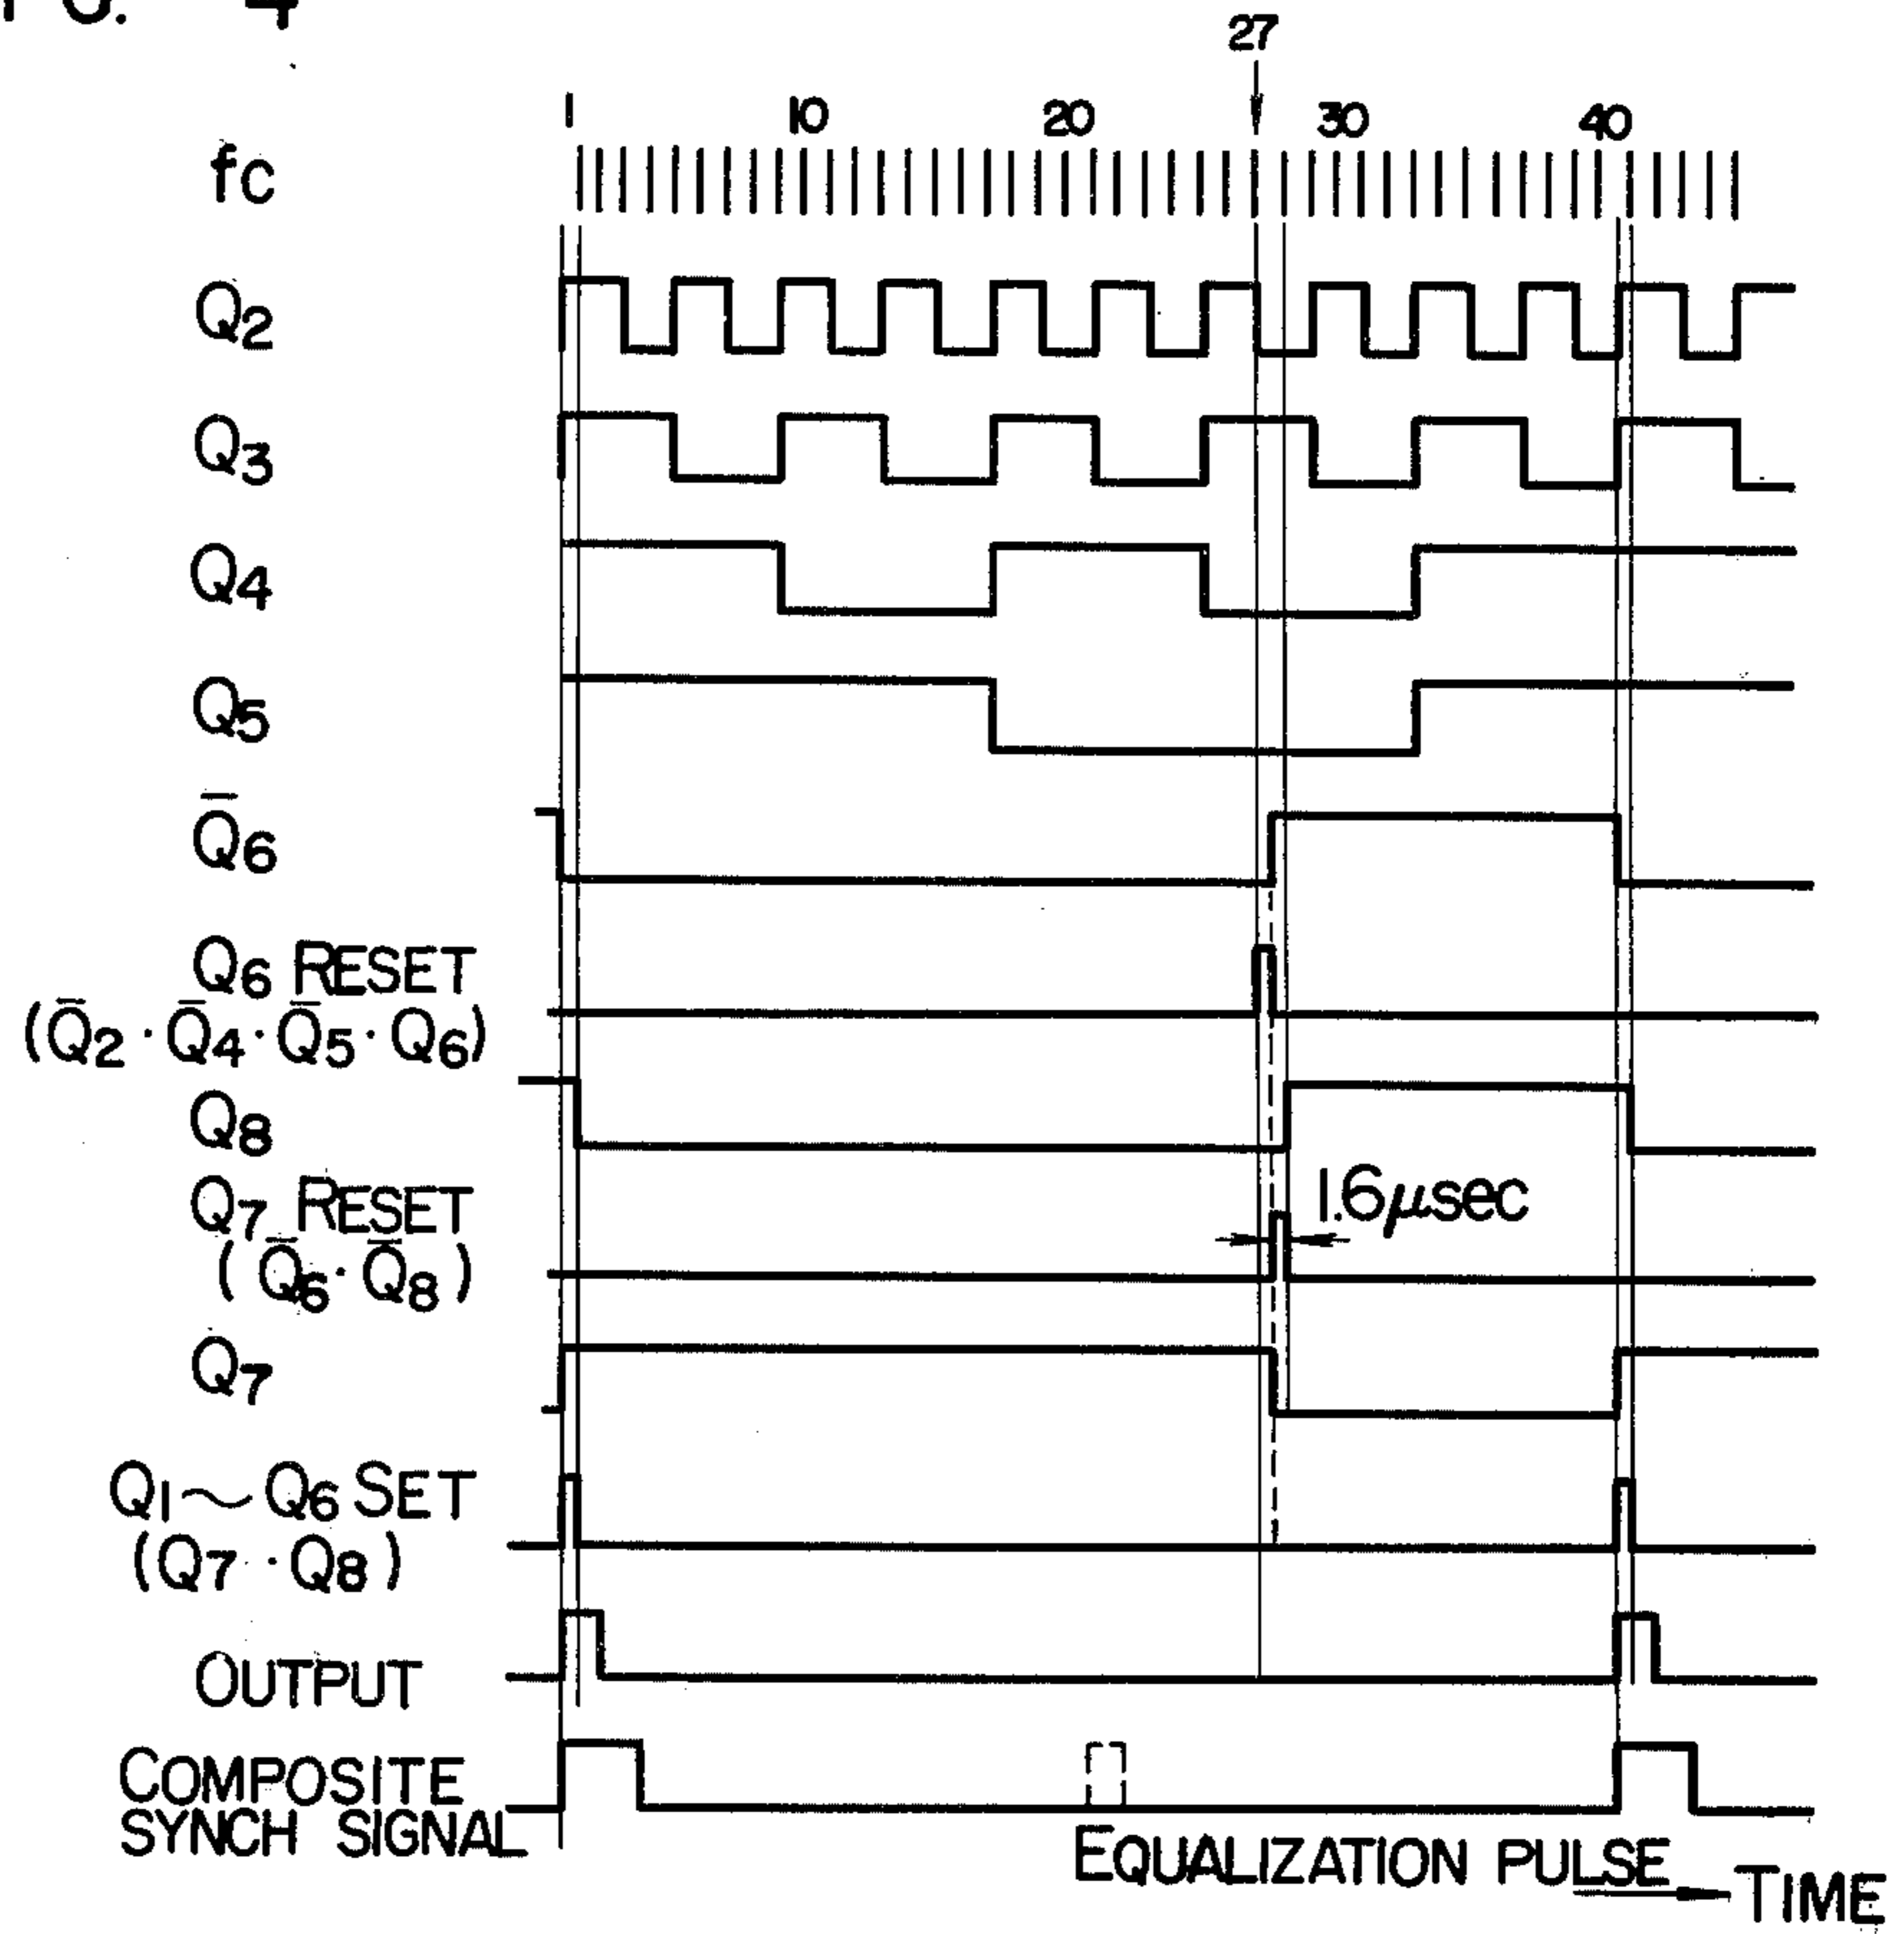 4
27
1 10 20 30 40
fc
Q2
Q3
Q4
Q5
Q̅6
Q6 RESET
(Q̅2 · Q̅4 · Q̅5 · Q6)
Q8
1.6μsec
Q7 RESET
(Q̅6 · Q̅8)
Q7
Q1~Q6 SET
(Q7 · Q8)
OUTPUT
COMPOSITE
SYNCH SIGNAL
EQUALIZATION PULSE
TIME